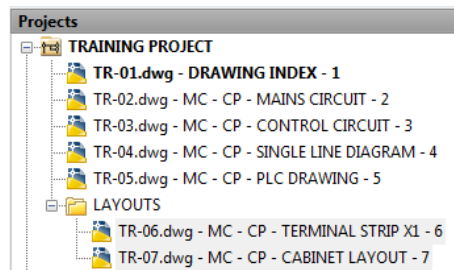 Projects
TRAINING PROJECT
TR-01.dwg - DRAWING INDEX - 1
TR-02.dwg - MC - CP - MAINS CIRCUIT - 2
TR-03.dwg - MC - CP - CONTROL CIRCUIT - 3
TR-04.dwg - MC - CP - SINGLE LINE DIAGRAM - 4
TR-05.dwg - MC - CP - PLC DRAWING - 5
LAYOUTS
TR-06.dwg - MC - CP - TERMINAL STRIP X1 - 6
TR-07.dwg - MC - CP - CABINET LAYOUT - 7